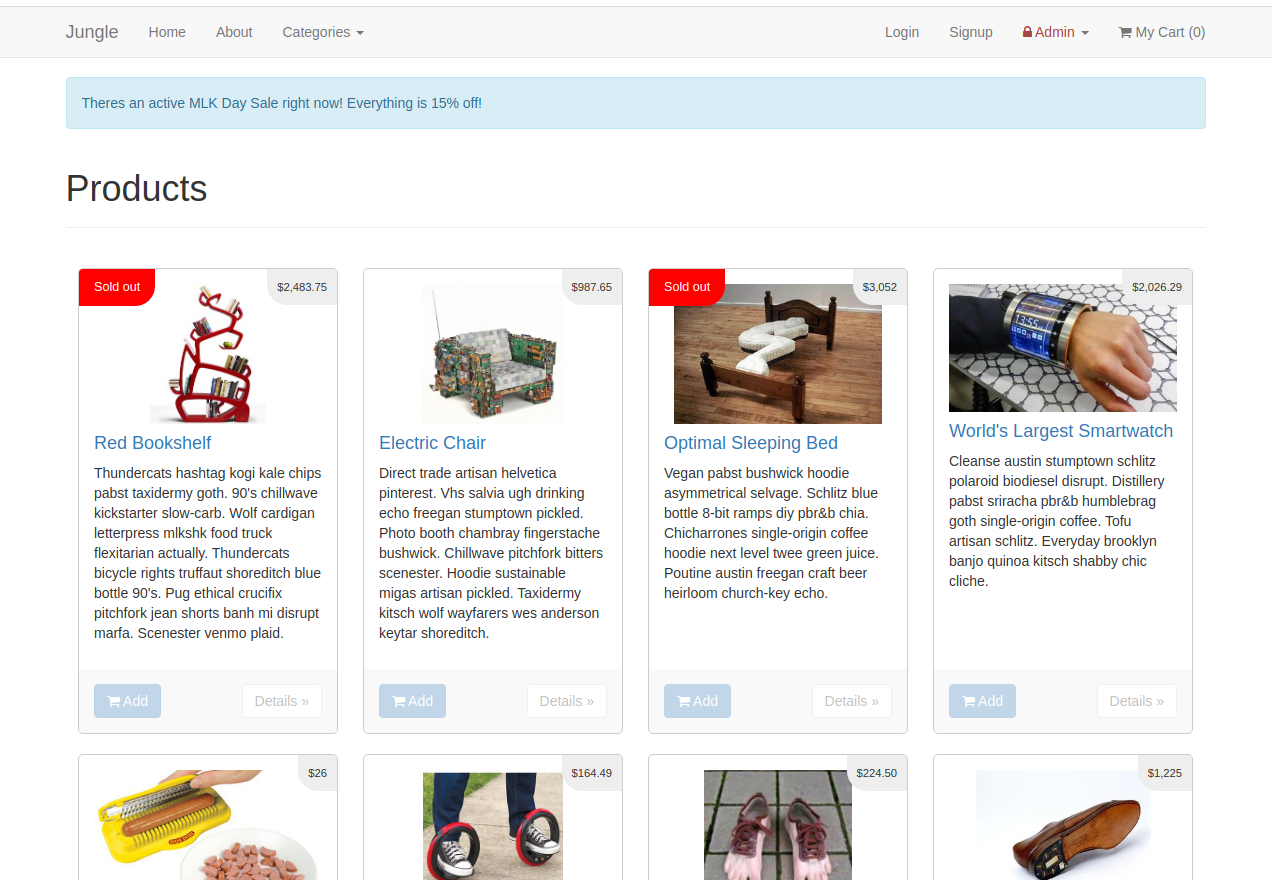 Jungle Home About Categories Login Signup Admin My Cart (0)
Theres an active MLK Day Sale right now! Everything is 15% off!
Products
Sold out $2,483.75
Red Bookshelf
Thundercats hashtag kogi kale chips
pabst taxidermy goth. 90's chillwave
kickstarter slow-carb. Wolf cardigan
letterpress mlkshk food truck
flexitarian actually. Thundercats
bicycle rights truffaut shoreditch blue
bottle 90's. Pug ethical crucifix
pitchfork jean shorts banh mi disrupt
marfa. Scenester venmo plaid.
Add Details »
$987.65
Electric Chair
Direct trade artisan helvetica
pinterest. Vhs salvia ugh drinking
echo freegan stumptown pickled.
Photo booth chambray fingerstache
bushwick. Chillwave pitchfork bitters
scenester. Hoodie sustainable
migas artisan pickled. Taxidermy
kitsch wolf wayfarers wes anderson
keytar shoreditch.
Add Details »
Sold out $3,052
Optimal Sleeping Bed
Vegan pabst bushwick hoodie
asymmetrical selvage. Schlitz blue
bottle 8-bit ramps diy pbr&b chia.
Chicharrones single-origin coffee
hoodie next level twee green juice.
Poutine austin freegan craft beer
heirloom church-key echo.
Add Details »
$2,026.29
13:55
World's Largest Smartwatch
Cleanse austin stumptown schlitz
polaroid biodiesel disrupt. Distillery
pabst sriracha pbr&b humblebrag
goth single-origin coffee. Tofu
artisan schlitz. Everyday brooklyn
banjo quinoa kitsch shabby chic
cliche.
Add Details »
$26
$164.49
$224.50
$1,225